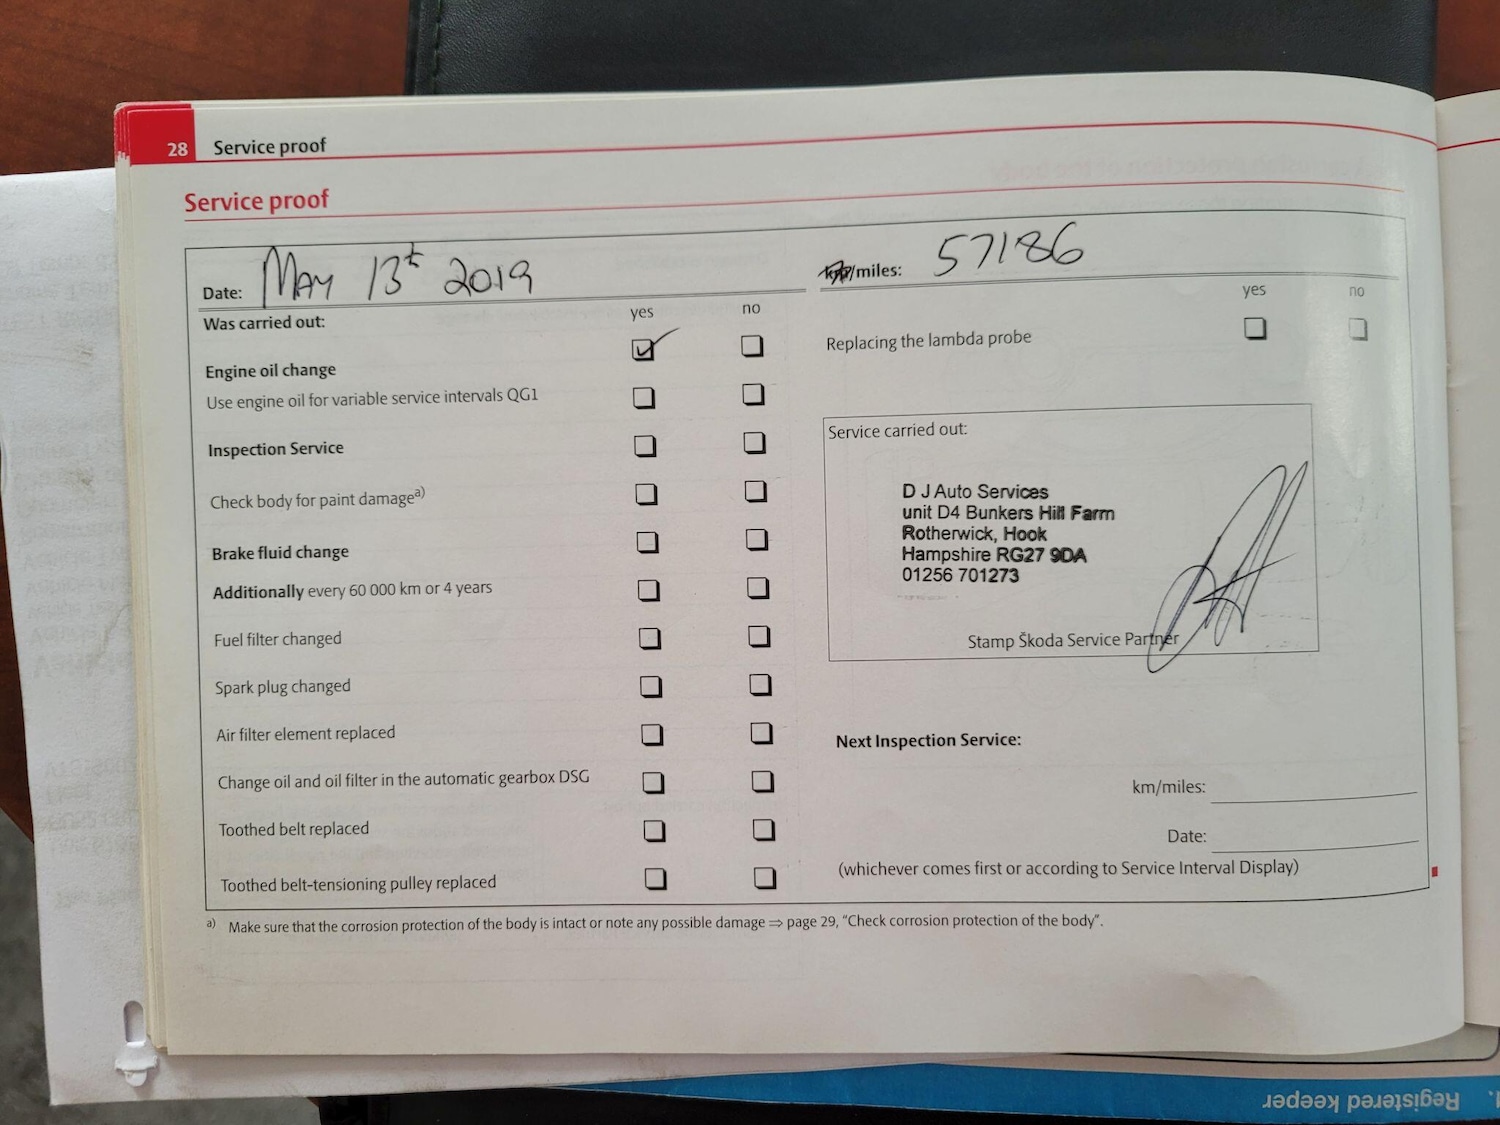 28 Service proof
Service proof
Date: May 13th 2019
km/miles: 57186
Was carried out:
yes no
Engine oil change
Use engine oil for variable service intervals QG1
Inspection Service
Check body for paint damage a)
Brake fluid change
Additionally every 60 000 km or 4 years
Fuel filter changed
Spark plug changed
Air filter element replaced
Change oil and oil filter in the automatic gearbox DSG
Toothed belt replaced
Toothed belt-tensioning pulley replaced
yes no
Replacing the lambda probe
Service carried out:
D J Auto Services
unit D4 Bunkers Hill Farm
Rotherwick, Hook
Hampshire RG27 9DA
01256 701273
Stamp Škoda Service Partner
Next Inspection Service:
km/miles:
Date:
(whichever comes first or according to Service Interval Display)
a) Make sure that the corrosion protection of the body is intact or note any possible damage ⇒ page 29, “Check corrosion protection of the body”.
Registered keeper